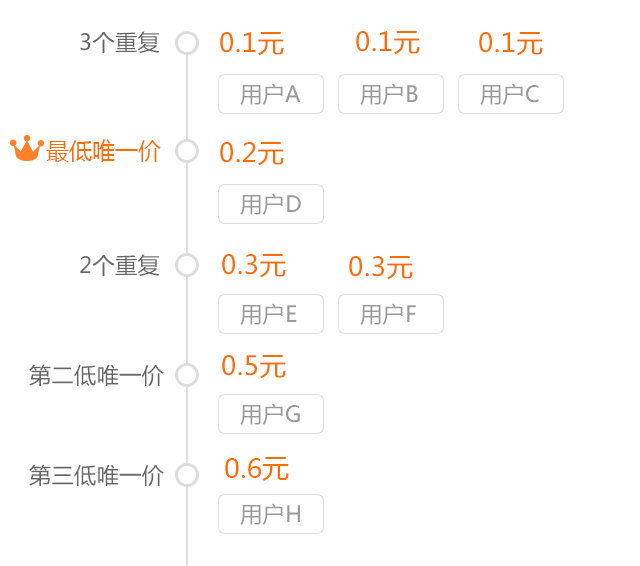 3个重复 0.1元 0.1元 0.1元
用户A 用户B 用户C
最低唯一价 0.2元
用户D
2个重复 0.3元 0.3元
用户E 用户F
第二低唯一价 0.5元
用户G
第三低唯一价 0.6元
用户H